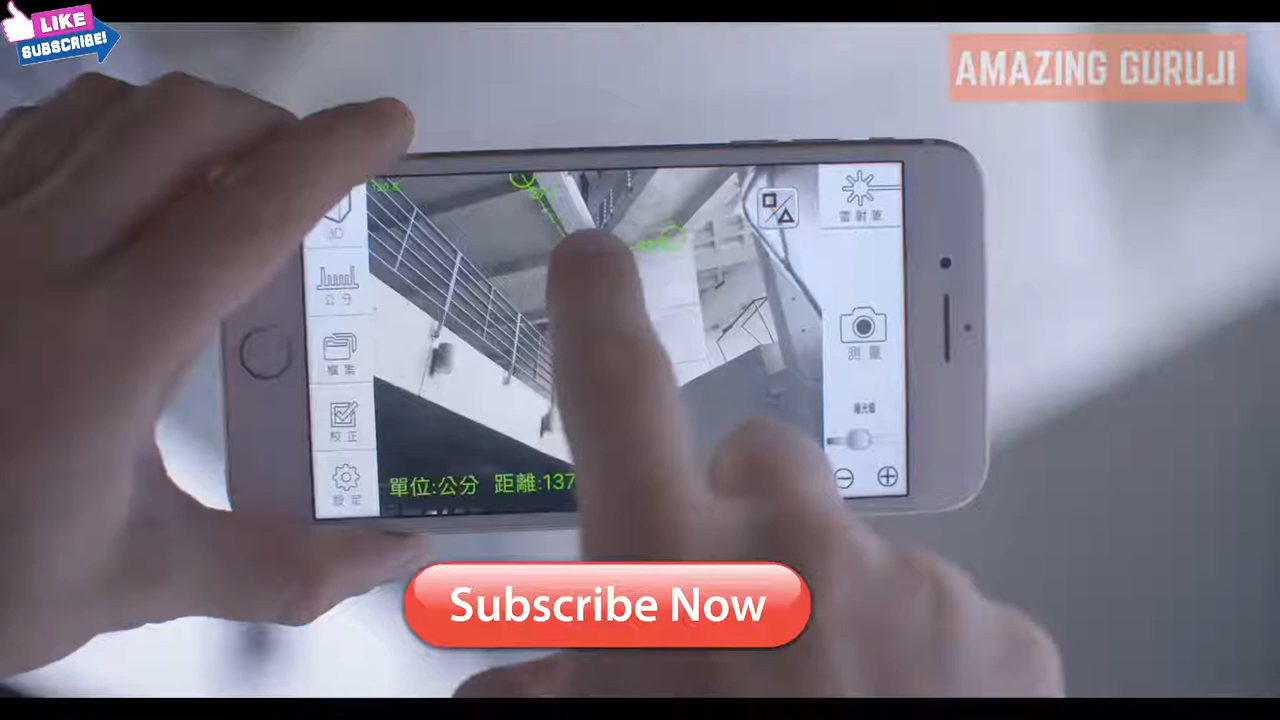 LIKE
SUBSCRIBE!
AMAZING GURUJI
3D
公分
檔案
校正
設定
單位:公分 距離:137
雷射筆
測量
Subscribe Now